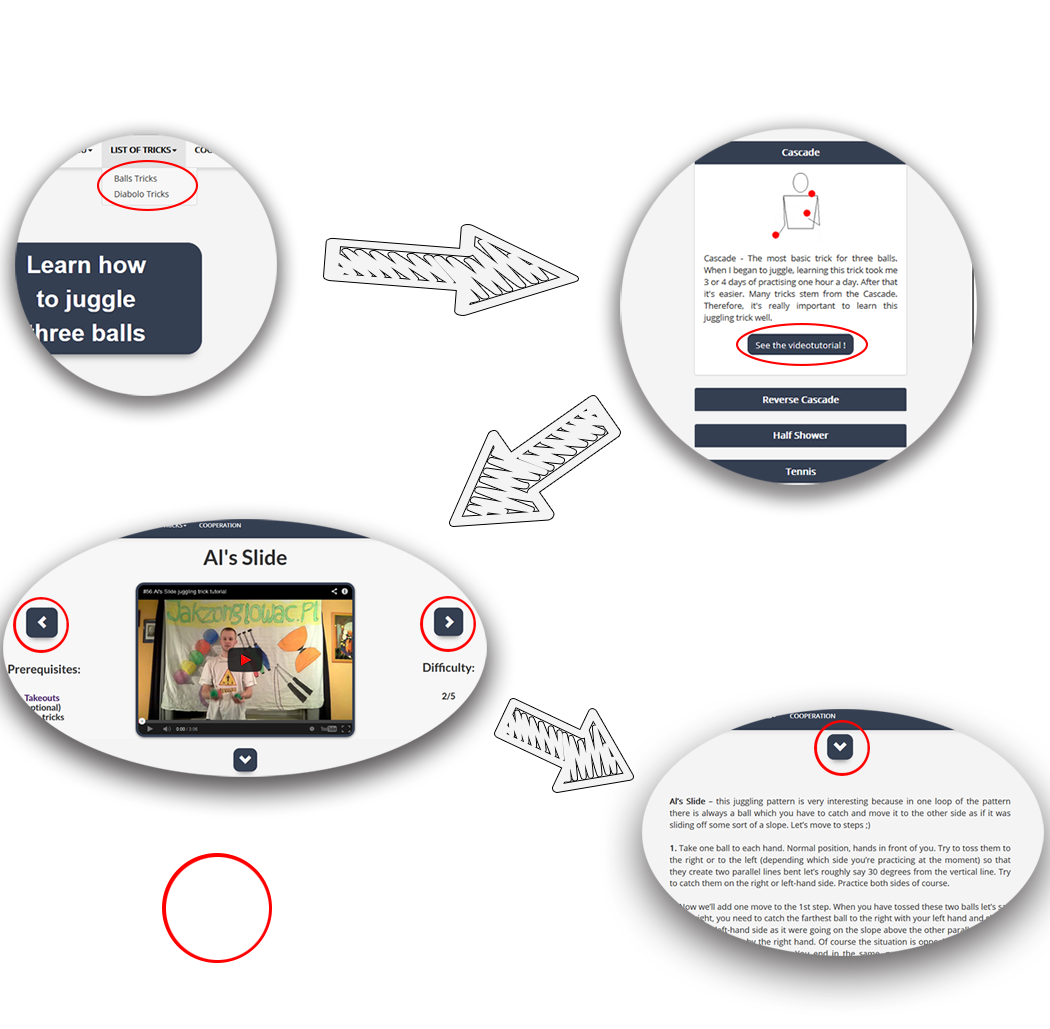 LIST OF TRICKS
Balls Tricks
Diabolo Tricks
Learn how
to juggle
three balls
Cascade
Cascade - The most basic trick for three balls.
When I began to juggle, learning this trick took me
3 or 4 days of practising one hour a day. After that
it's easier. Many tricks stem from the Cascade.
Therefore, it's really important to learn this
juggling trick well.
See the videotutorial !
Reverse Cascade
Half Shower
Tennis
COOPERATION
Al's Slide
#56 Al's Slide juggling trick tutorial
Jakzonglowac.Pl
Prerequisites:
Takeouts
tricks
Difficulty:
2/5
0:00 / 5:06
YouTube
COOPERATION
Al's Slide – this juggling pattern is very interesting because in one loop of the pattern
there is always a ball which you have to catch and move it to the other side as if it was
sliding off some sort of a slope. Let's move to steps ;)
1. Take one ball to each hand. Normal position, hands in front of you. Try to toss them to
the right or to the left (depending which side you're practicing at the moment) so that
they create two parallel lines bent let's roughly say 30 degrees from the vertical line. Try
to catch them on the right or left-hand side. Practice both sides of course.
Now we'll add one move to the 1st step. When you have tossed these two balls let's
right, you need to catch the farthest ball to the right with your left hand and
left-hand side as it were going on the slope above the other
by the right hand. Of course the situation is
You end in the same